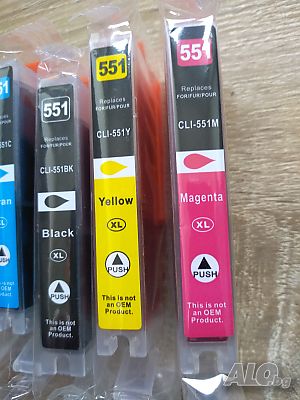 551C
yan
551
Replaces
FOR/FUR/POUR
CLI-551BK
Black
XL
PUSH
This is not
an OEM
Product.
551
Replaces
FOR/FUR/POUR
CLI-551Y
Yellow
XL
PUSH
This is not
an OEM
Product.
551
Replaces
FOR/FUR/POUR
CLI-551M
Magenta
XL
PUSH
This is not
an OEM
Product.
ALO.bg